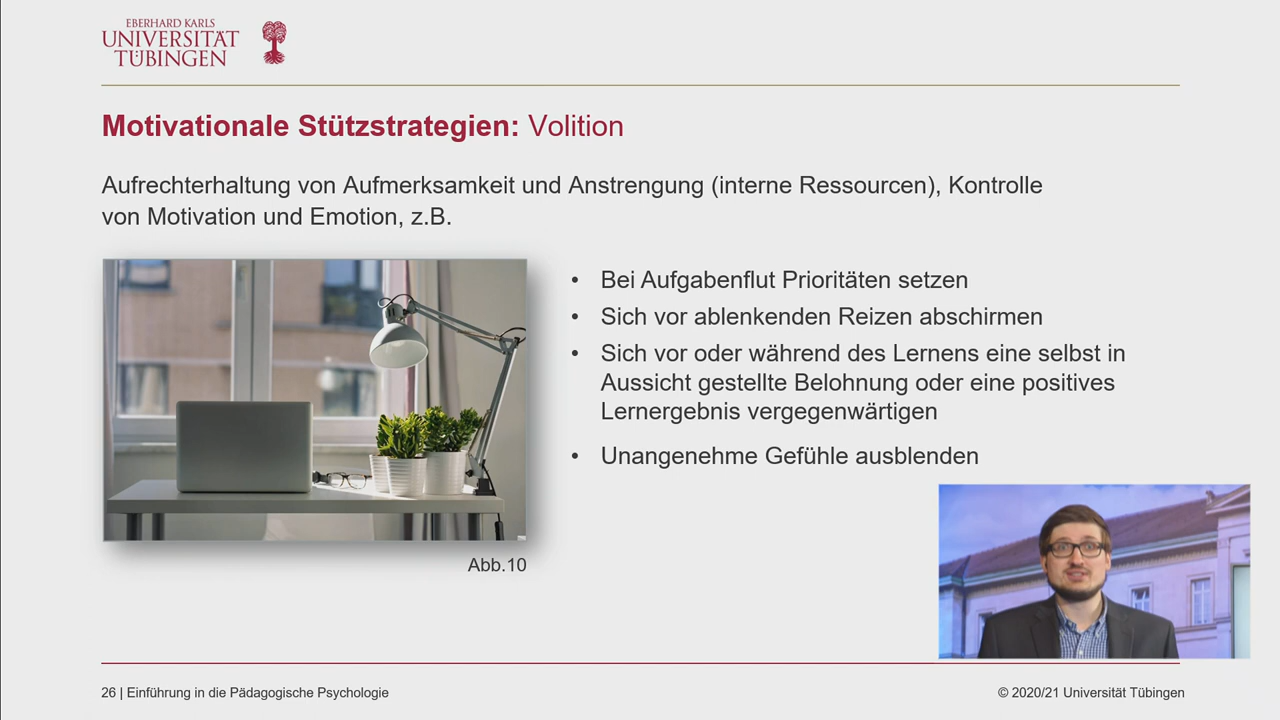 EBERHARD KARLS
UNIVERSITÄT
TÜBINGEN
Motivationale Stützstrategien: Volition
Aufrechterhaltung von Aufmerksamkeit und Anstrengung (interne Ressourcen), Kontrolle
von Motivation und Emotion, z.B.
• Bei Aufgabenflut Prioritäten setzen
• Sich vor ablenkenden Reizen abschirmen
• Sich vor oder während des Lernens eine selbst in
Aussicht gestellte Belohnung oder eine positives
Lernergebnis vergegenwärtigen
• Unangenehme Gefühle ausblenden
Abb.10
26 | Einführung in die Pädagogische Psychologie
© 2020/21 Universität Tübingen